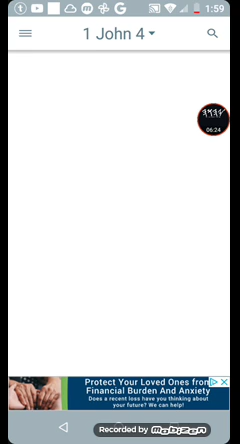 1:59
1 John 4
𐤉𐤄𐤅𐤄
06:24
Protect Your Loved Ones from
Financial Burden And Anxiety
Does a recent loss have you thinking about
your future? We can help!
Recorded by MOBIZEN